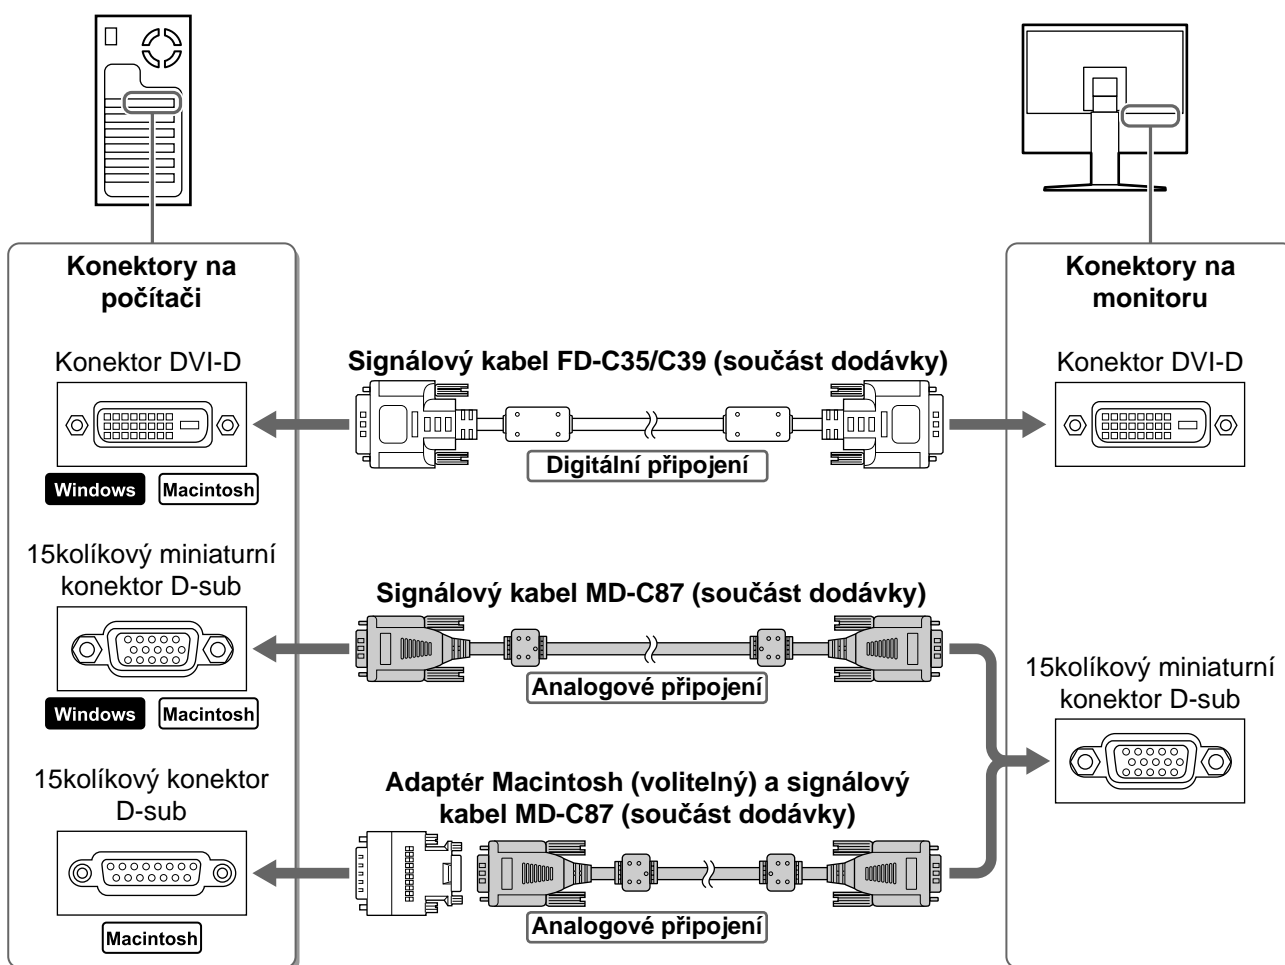 Konektory na
počítači
Konektory na
monitoru
Konektor DVI-D
Windows Macintosh
Signálový kabel FD-C35/C39 (součást dodávky)
Digitální připojení
Konektor DVI-D
15kolíkový miniaturní
konektor D-sub
Windows Macintosh
Signálový kabel MD-C87 (součást dodávky)
Analogové připojení
15kolíkový miniaturní
konektor D-sub
15kolíkový konektor
D-sub
Macintosh
Adaptér Macintosh (volitelný) a signálový
kabel MD-C87 (součást dodávky)
Analogové připojení